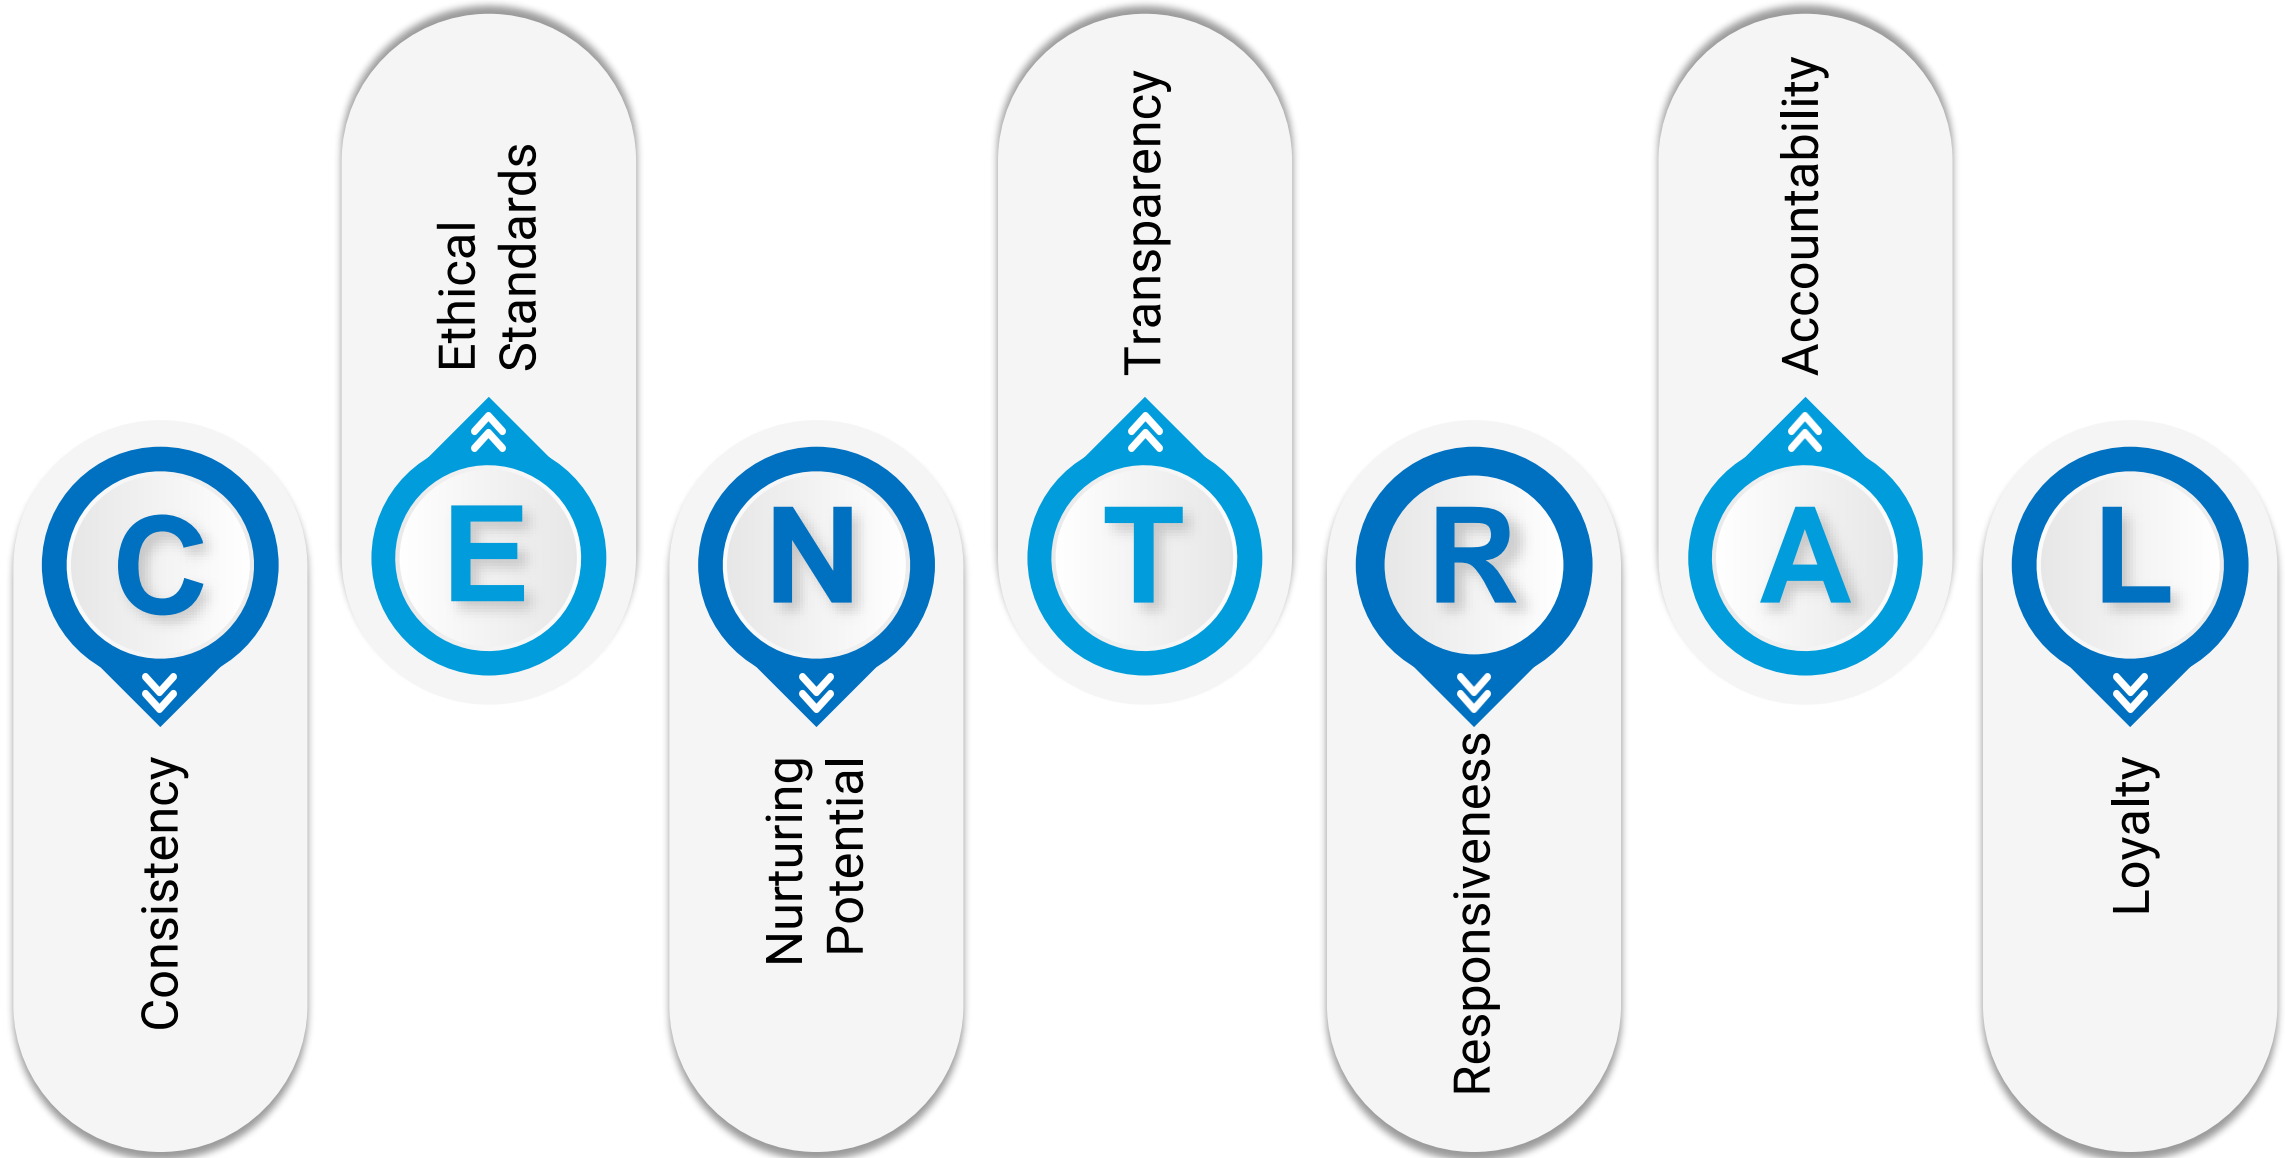 C
Consistency
E
Ethical
Standards
N
Nurturing
Potential
T
Transparency
R
Responsiveness
A
Accountability
L
Loyalty